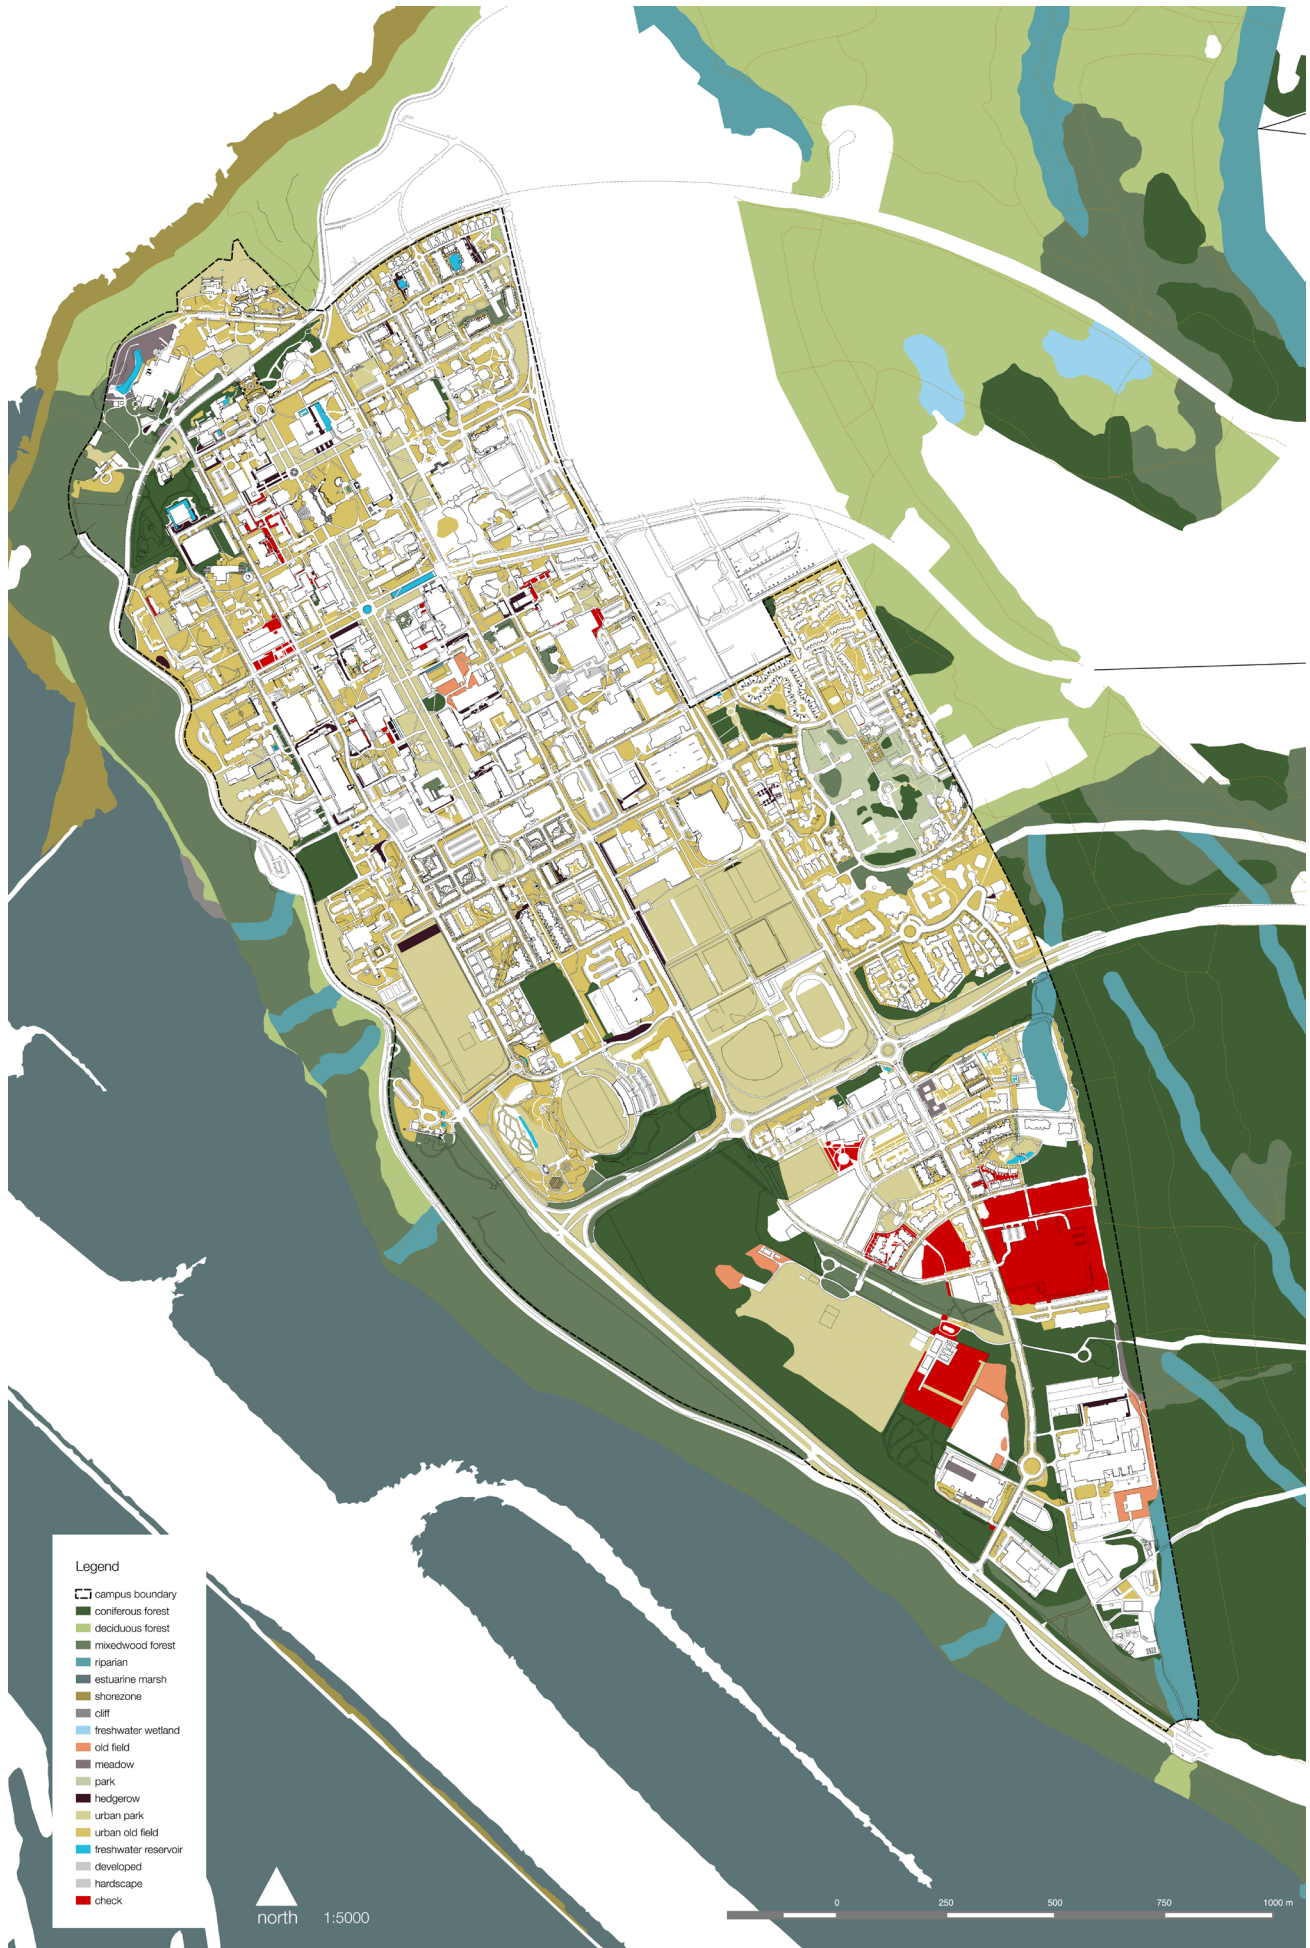 Legend
campus boundary
coniferous forest
deciduous forest
mixedwood forest
riparian
estuarine marsh
shorezone
cliff
freshwater wetland
old field
meadow
park
hedgerow
urban park
urban old field
freshwater reservoir
developed
hardscape
check
north 1:5000
0 250 500 750 1000 m